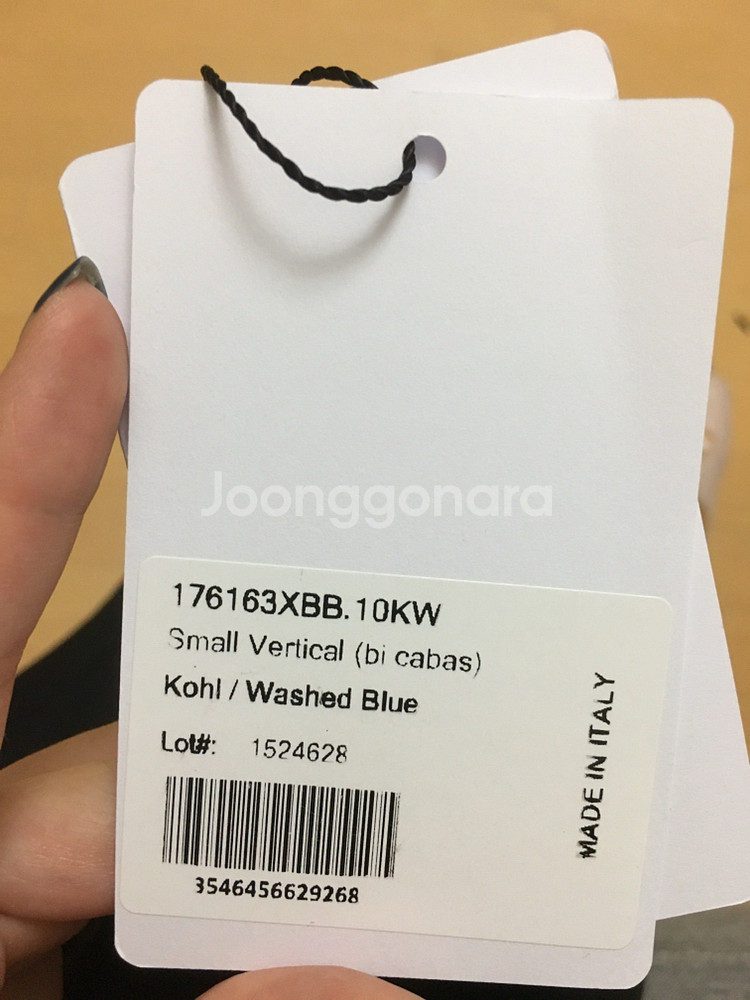 Joonggonara
176163XBB.10KW
Small Vertical (bi cabas)
Kohl / Washed Blue
Lot#: 1524628
3546456629268
MADE IN ITALY